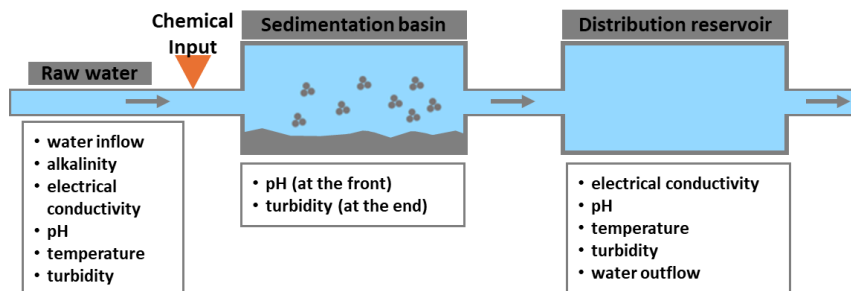 Chemical
Input
Sedimentation basin
Distribution reservoir
Raw water
• water inflow
• alkalinity
• electrical
conductivity
• pH
• temperature
• turbidity
• pH (at the front)
• turbidity (at the end)
• electrical conductivity
• pH
• temperature
• turbidity
• water outflow